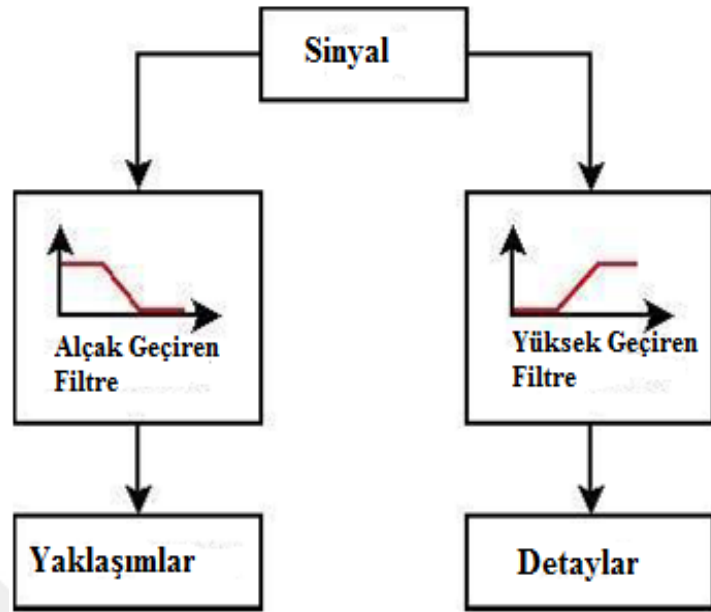 Sinyal
Alçak Geçiren
Filtre
Yüksek Geçiren
Filtre
Yaklaşımlar
Detaylar